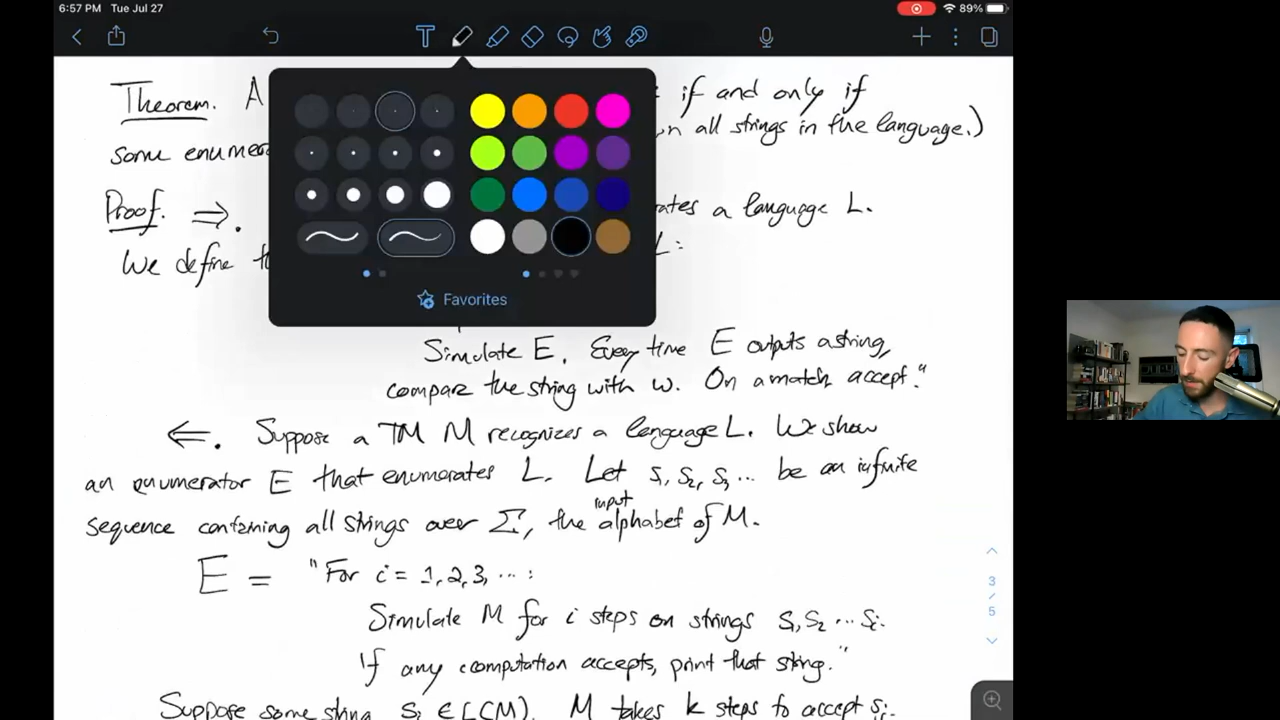 6:57 PM Tue Jul 27
89%
Theorem. A if and only if
some all strings in the language.)
Proof. ⇒. a language L.
We define L:
Simulate E. Every time E outputs a string,
compare the string with w. On a match accept."
⇐. Suppose a TM M recognizes a language L. We show
an enumerator E that enumerates L. Let s1, s2, s3 ... be an infinite
sequence containing all strings over Σ, the input alphabet of M.
E = "For i = 1, 2, 3, ... :
Simulate M for i steps on strings s1, s2 ... si.
If any computation accepts, print that string."
Suppose some string sj ∈ L(M). M takes k steps to accept sj.
Favorites
3
/
5